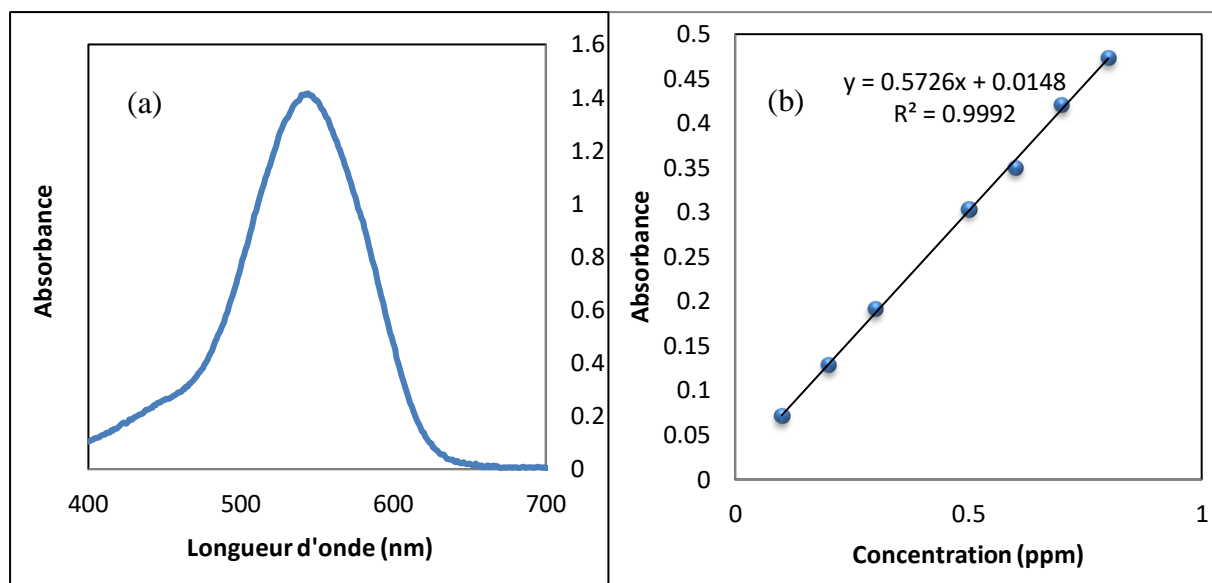 (a)
Absorbance
1.6
1.4
1.2
1
0.8
0.6
0.4
0.2
0
400 500 600 700
Longueur d'onde (nm)
(b)
y = 0.5726x + 0.0148
R² = 0.9992
Absorbance
0.5
0.45
0.4
0.35
0.3
0.25
0.2
0.15
0.1
0.05
0
0 0.5 1
Concentration (ppm)